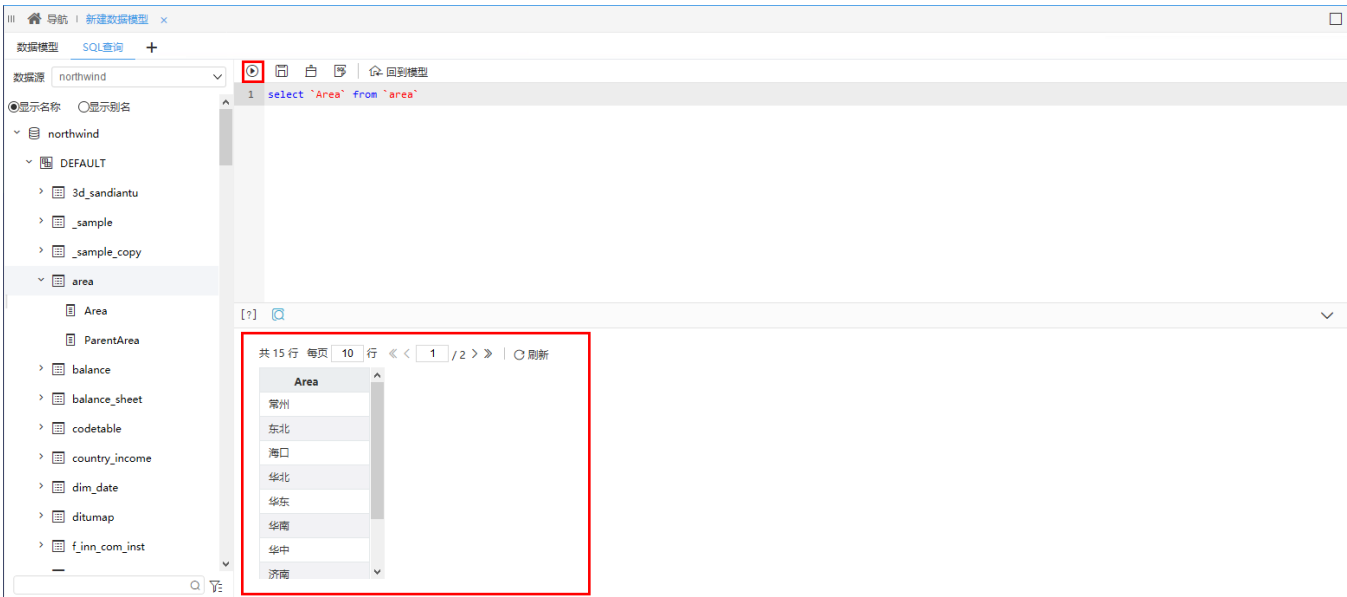 导航 新建数据模型 ×
数据模型 SQL查询 +
数据源 northwind
回到模型
显示名称 显示别名
1 select `Area` from `area`
northwind
DEFAULT
3d_sandiantu
_sample
_sample_copy
area
Area
ParentArea
balance
balance_sheet
codetable
country_income
dim_date
ditumap
f_inn_com_inst
[?]
共 15 行 每页 10 行 1 / 2 刷新
Area
常州
东北
海口
华北
华东
华南
华中
济南